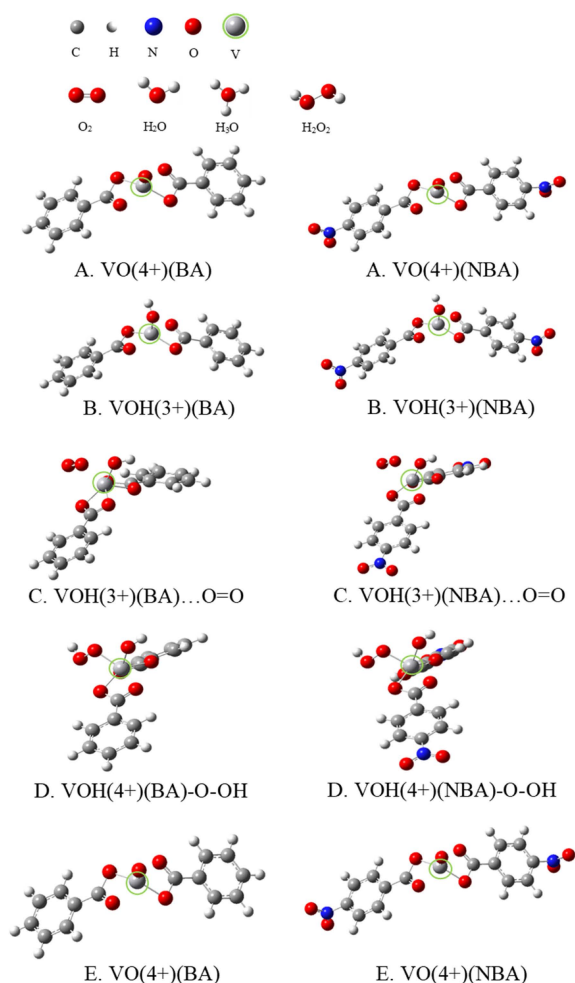 C H N O V
O₂ H₂O H₃O H₂O₂
A. VO(4+)(BA) A. VO(4+)(NBA)
B. VOH(3+)(BA) B. VOH(3+)(NBA)
C. VOH(3+)(BA)…O=O C. VOH(3+)(NBA)…O=O
D. VOH(4+)(BA)-O-OH D. VOH(4+)(NBA)-O-OH
E. VO(4+)(BA) E. VO(4+)(NBA)